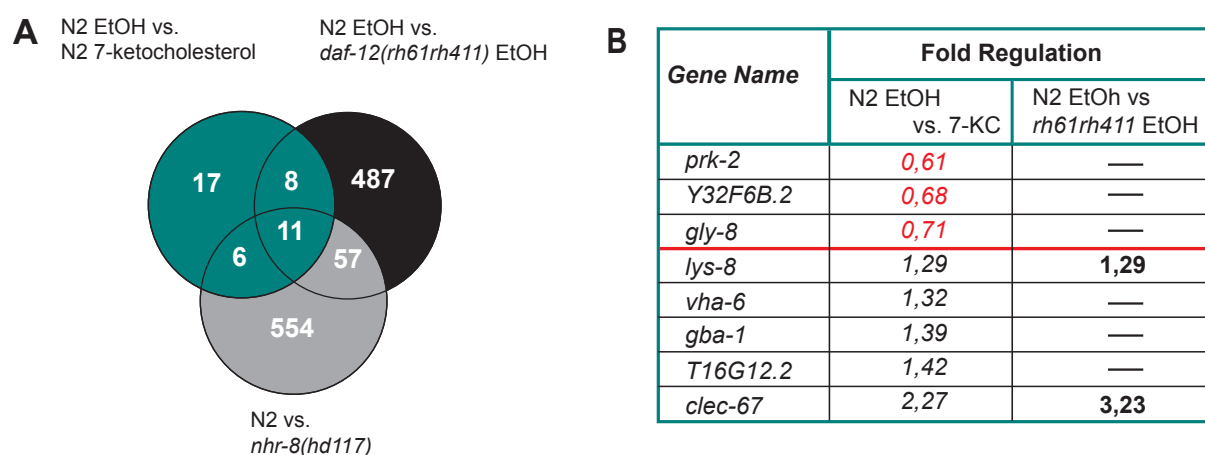 A
N2 EtOH vs.
N2 7-ketocholesterol
N2 EtOH vs.
daf-12(rh61rh411) EtOH
17
8
487
11
6
57
554
N2 vs.
nhr-8(hd117)
B
Gene Name
Fold Regulation
N2 EtOH
vs. 7-KC
N2 EtOh vs
rh61rh411 EtOH
prk-2 0,61 —
Y32F6B.2 0,68 —
gly-8 0,71 —
lys-8 1,29 1,29
vha-6 1,32 —
gba-1 1,39 —
T16G12.2 1,42 —
clec-67 2,27 3,23